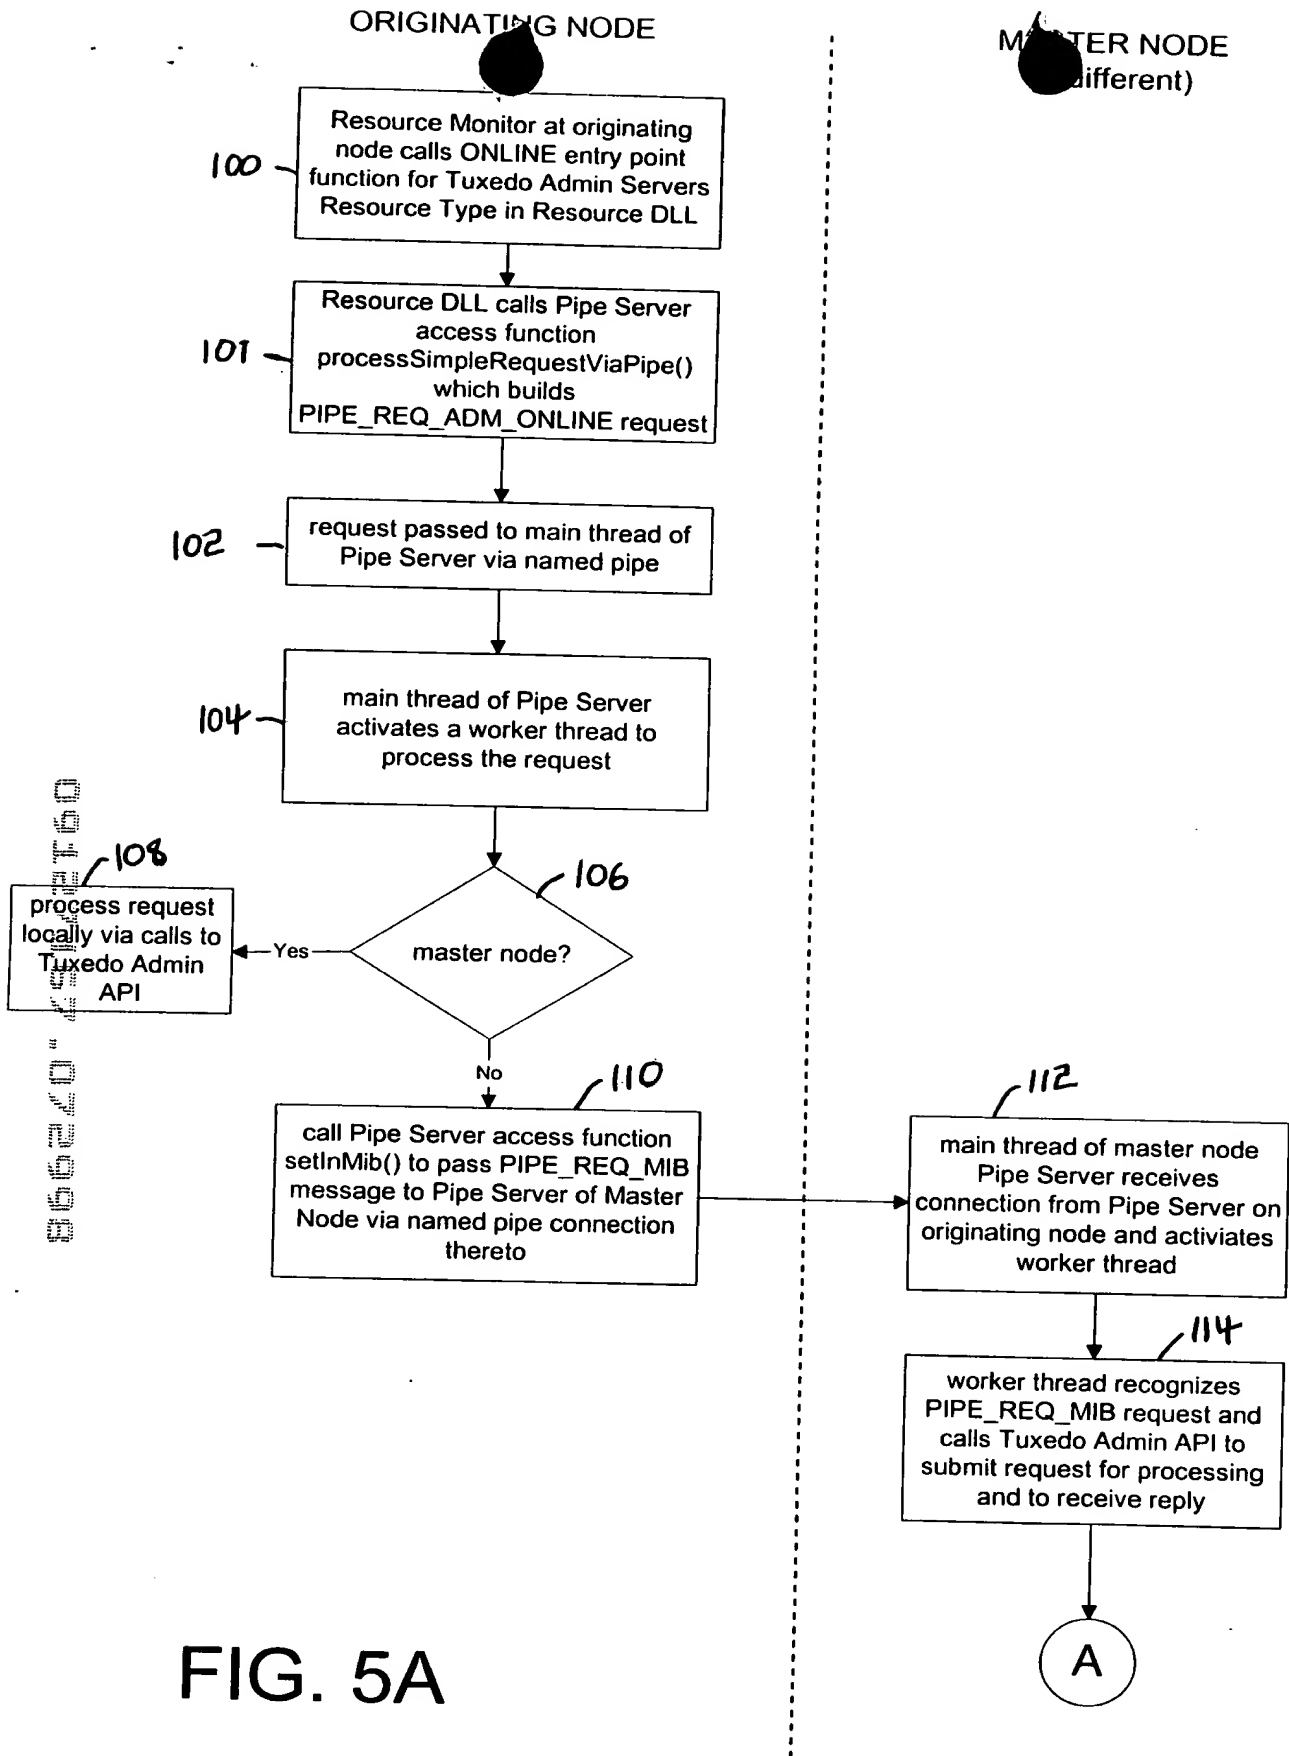 ORIGINATING NODE
MASTER NODE
different)
Resource Monitor at originating
node calls ONLINE entry point
function for Tuxedo Admin Servers
Resource Type in Resource DLL
100
Resource DLL calls Pipe Server
access function
processSimpleRequestViaPipe()
which builds
PIPE_REQ_ADM_ONLINE request
101
request passed to main thread of
Pipe Server via named pipe
102
main thread of Pipe Server
activates a worker thread to
process the request
104
106
master node?
Yes
108
process request
locally via calls to
Tuxedo Admin
API
No
110
call Pipe Server access function
setInMib() to pass PIPE_REQ_MIB
message to Pipe Server of Master
Node via named pipe connection
thereto
112
main thread of master node
Pipe Server receives
connection from Pipe Server on
originating node and activiates
worker thread
114
worker thread recognizes
PIPE_REQ_MIB request and
calls Tuxedo Admin API to
submit request for processing
and to receive reply
A
FIG. 5A